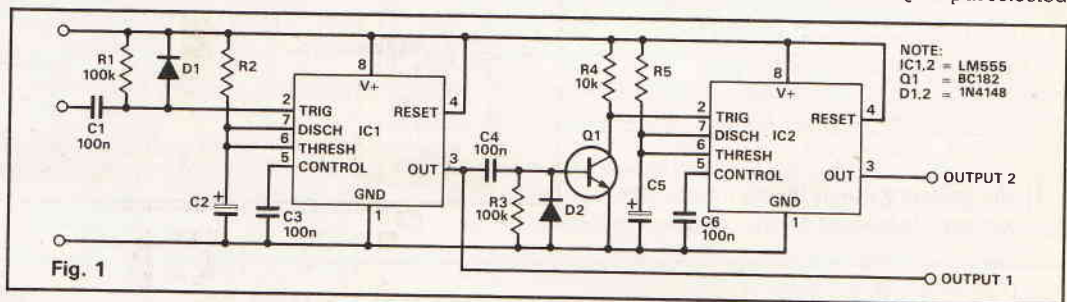 selected
NOTE:
IC1,2 = LM555
Q1 = BC182
D1,2 = 1N4148
R1
100k
D1
R2
8
V+
2
TRIG
RESET
4
7
DISCH
IC1
6
THRESH
5
CONTROL
OUT
3
GND
1
C1
100n
C2
+
C3
100n
C4
100n
R3
100k
D2
Q1
R4
10k
R5
8
V+
2
TRIG
RESET
4
7
DISCH
IC2
6
THRESH
5
CONTROL
OUT
3
GND
1
C5
+
C6
100n
OUTPUT 2
OUTPUT 1
Fig. 1